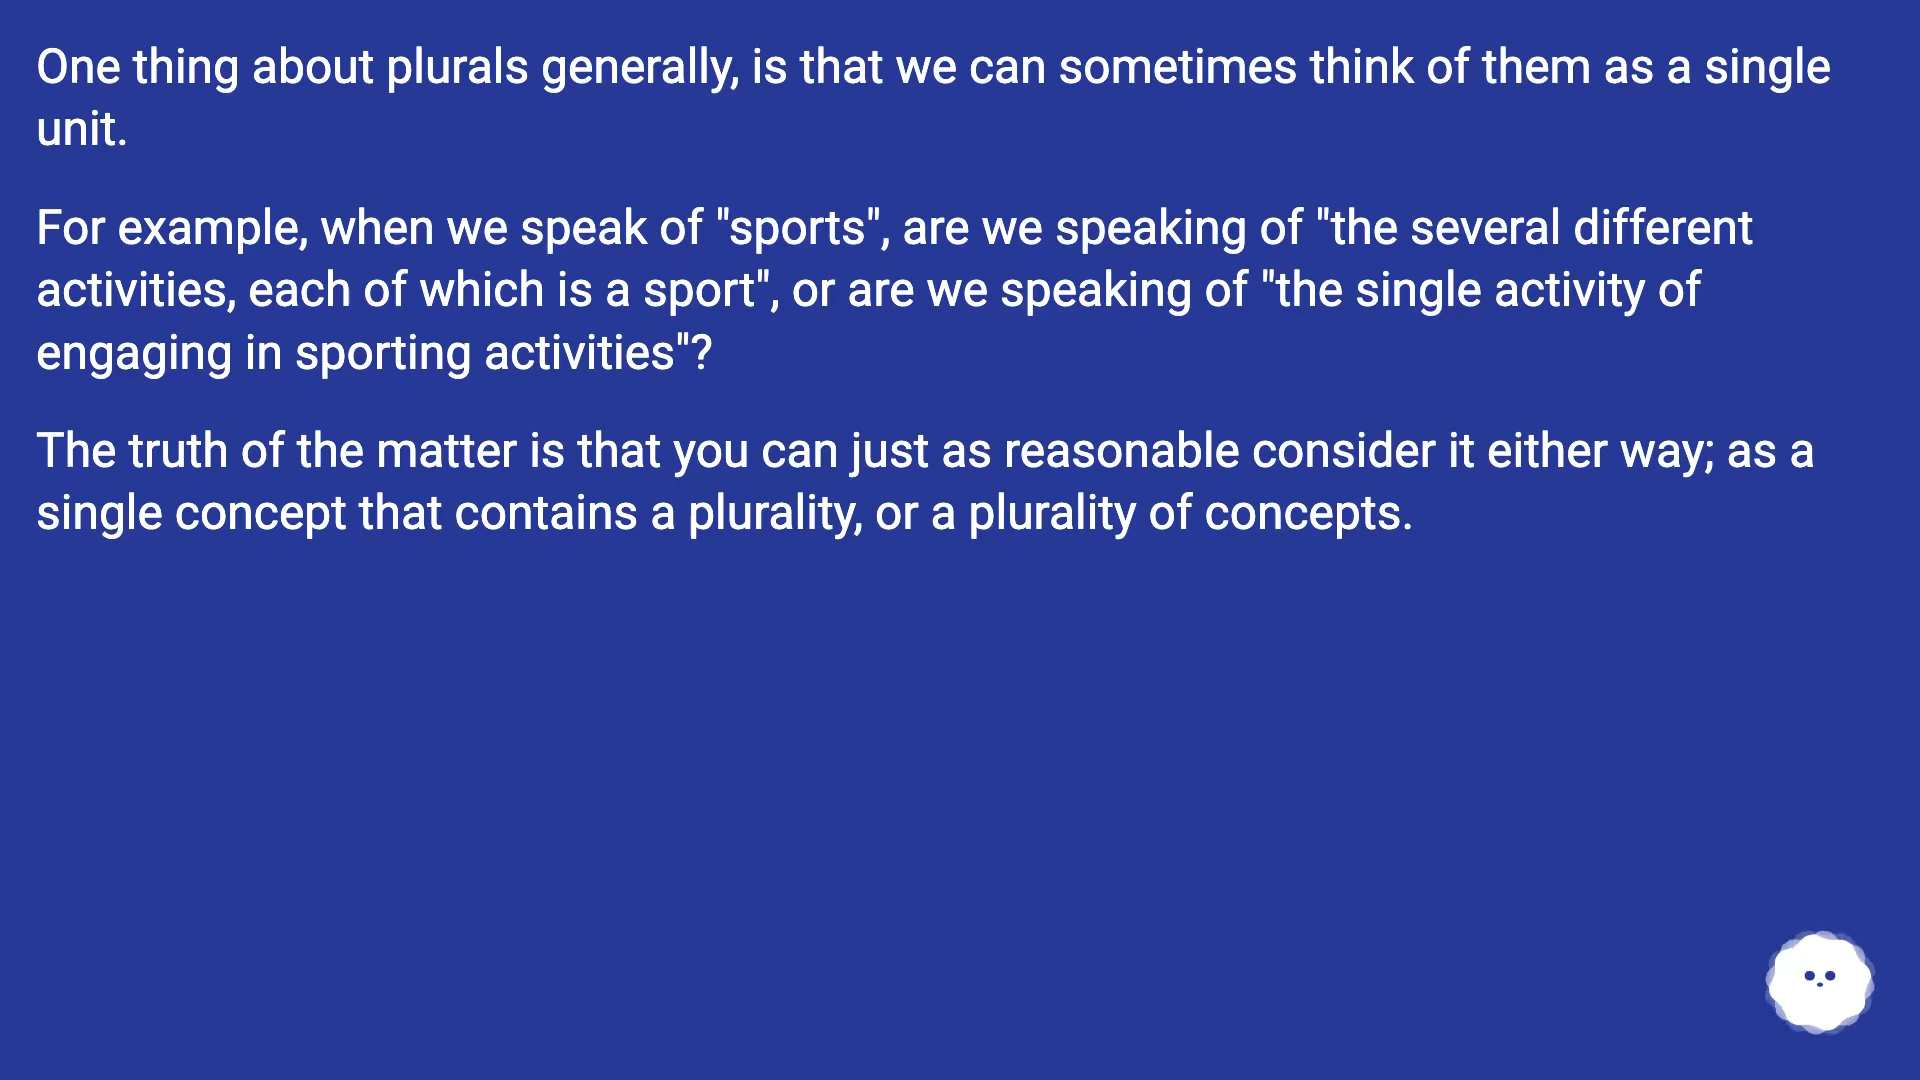 One thing about plurals generally, is that we can sometimes think of them as a single
unit.
For example, when we speak of "sports", are we speaking of "the several different
activities, each of which is a sport", or are we speaking of "the single activity of
engaging in sporting activities"?
The truth of the matter is that you can just as reasonable consider it either way; as a
single concept that contains a plurality, or a plurality of concepts.